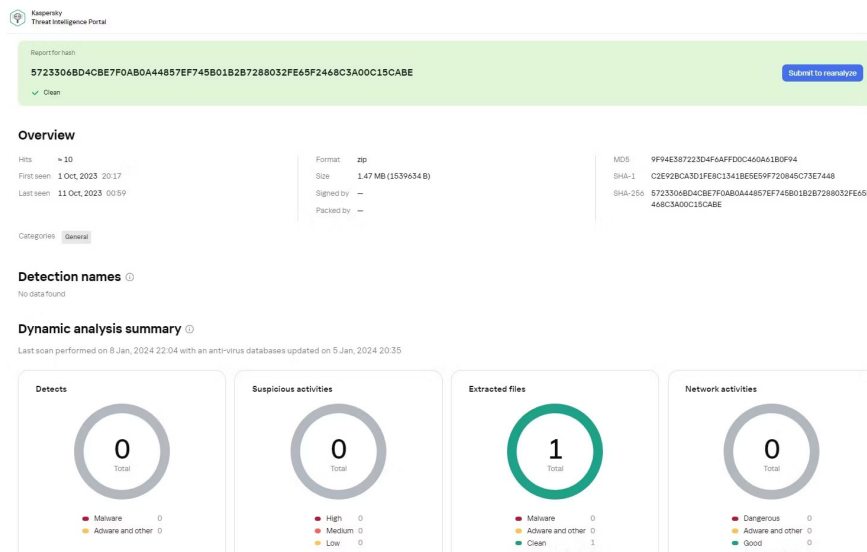 Kaspersky
Threat Intelligence Portal
Report for hash
5723306BD4CBE7F0AB0A44857EF745B01B2B7288032FE65F2468C3A00C15CABE
Submit to reanalyze
Clean
Overview
Hits ≈ 10
First seen 1 Oct, 2023 20:17
Last seen 11 Oct, 2023 00:59
Format zip
Size 1.47 MB (1539634 B)
Signed by —
Packed by —
MD5 9F94E387223D4F6AFFD0C460A61B0F94
SHA-1 C2E92BCA3D1FE8C1341BE5E59F720845C73E7448
SHA-256 5723306BD4CBE7F0AB0A44857EF745B01B2B7288032FE65
468C3A00C15CABE
Categories General
Detection names
No data found
Dynamic analysis summary
Last scan performed on 8 Jan, 2024 22:04 with an anti-virus databases updated on 5 Jan, 2024 20:35
Detects
0
Total
Malware 0
Adware and other 0
Suspicious activities
0
Total
High 0
Medium 0
Low 0
Extracted files
1
Total
Malware 0
Adware and other 0
Clean 1
Network activities
0
Total
Dangerous 0
Adware and other 0
Good 0